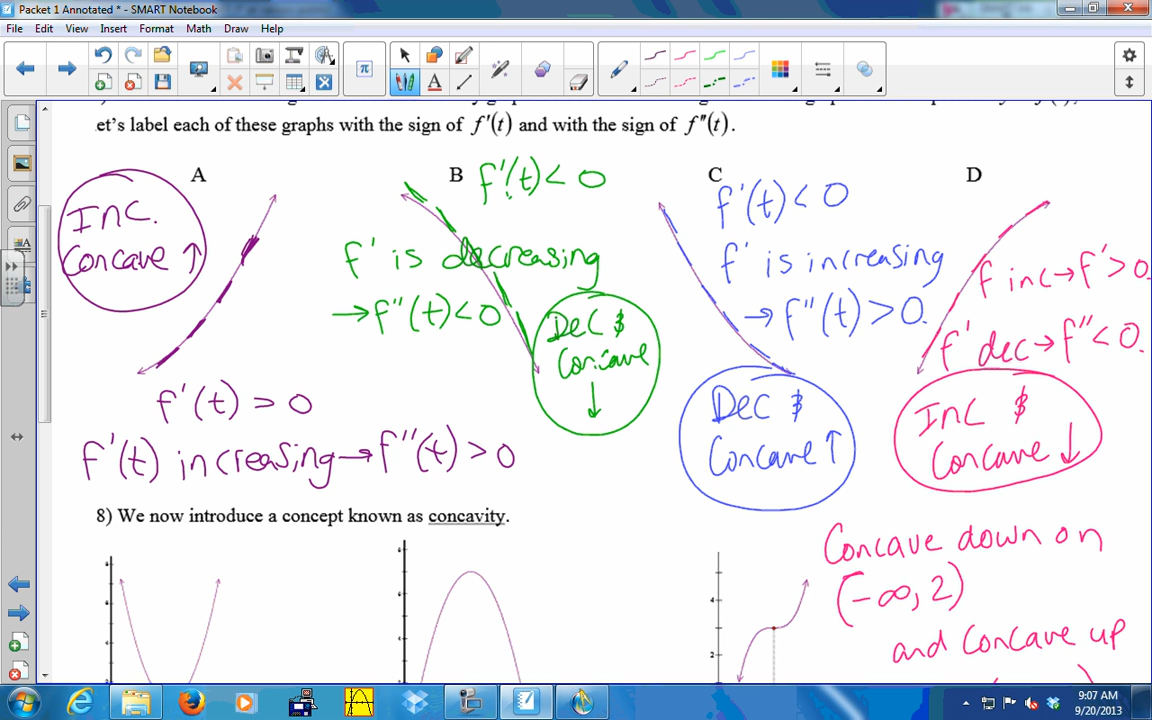 Packet 1 Annotated * - SMART Notebook
File Edit View Insert Format Math Draw Help
π
A
et's label each of these graphs with the sign of f′(t) and with the sign of f″(t).
A
B
C
D
Inc.
Concave ↑
f′(t) > 0
f′(t) increasing → f″(t) > 0
f′(t) < 0
f′ is decreasing
→ f″(t) < 0
Dec &
Concave
↓
f′(t) < 0
f′ is increasing
→ f″(t) > 0.
Dec &
Concave ↑
f inc → f′ > 0.
f′ dec → f″ < 0.
Inc &
Concave ↓
8) We now introduce a concept known as concavity.
4
2
Concave down on
(-∞, 2)
and concave up
9:07 AM
9/20/2013